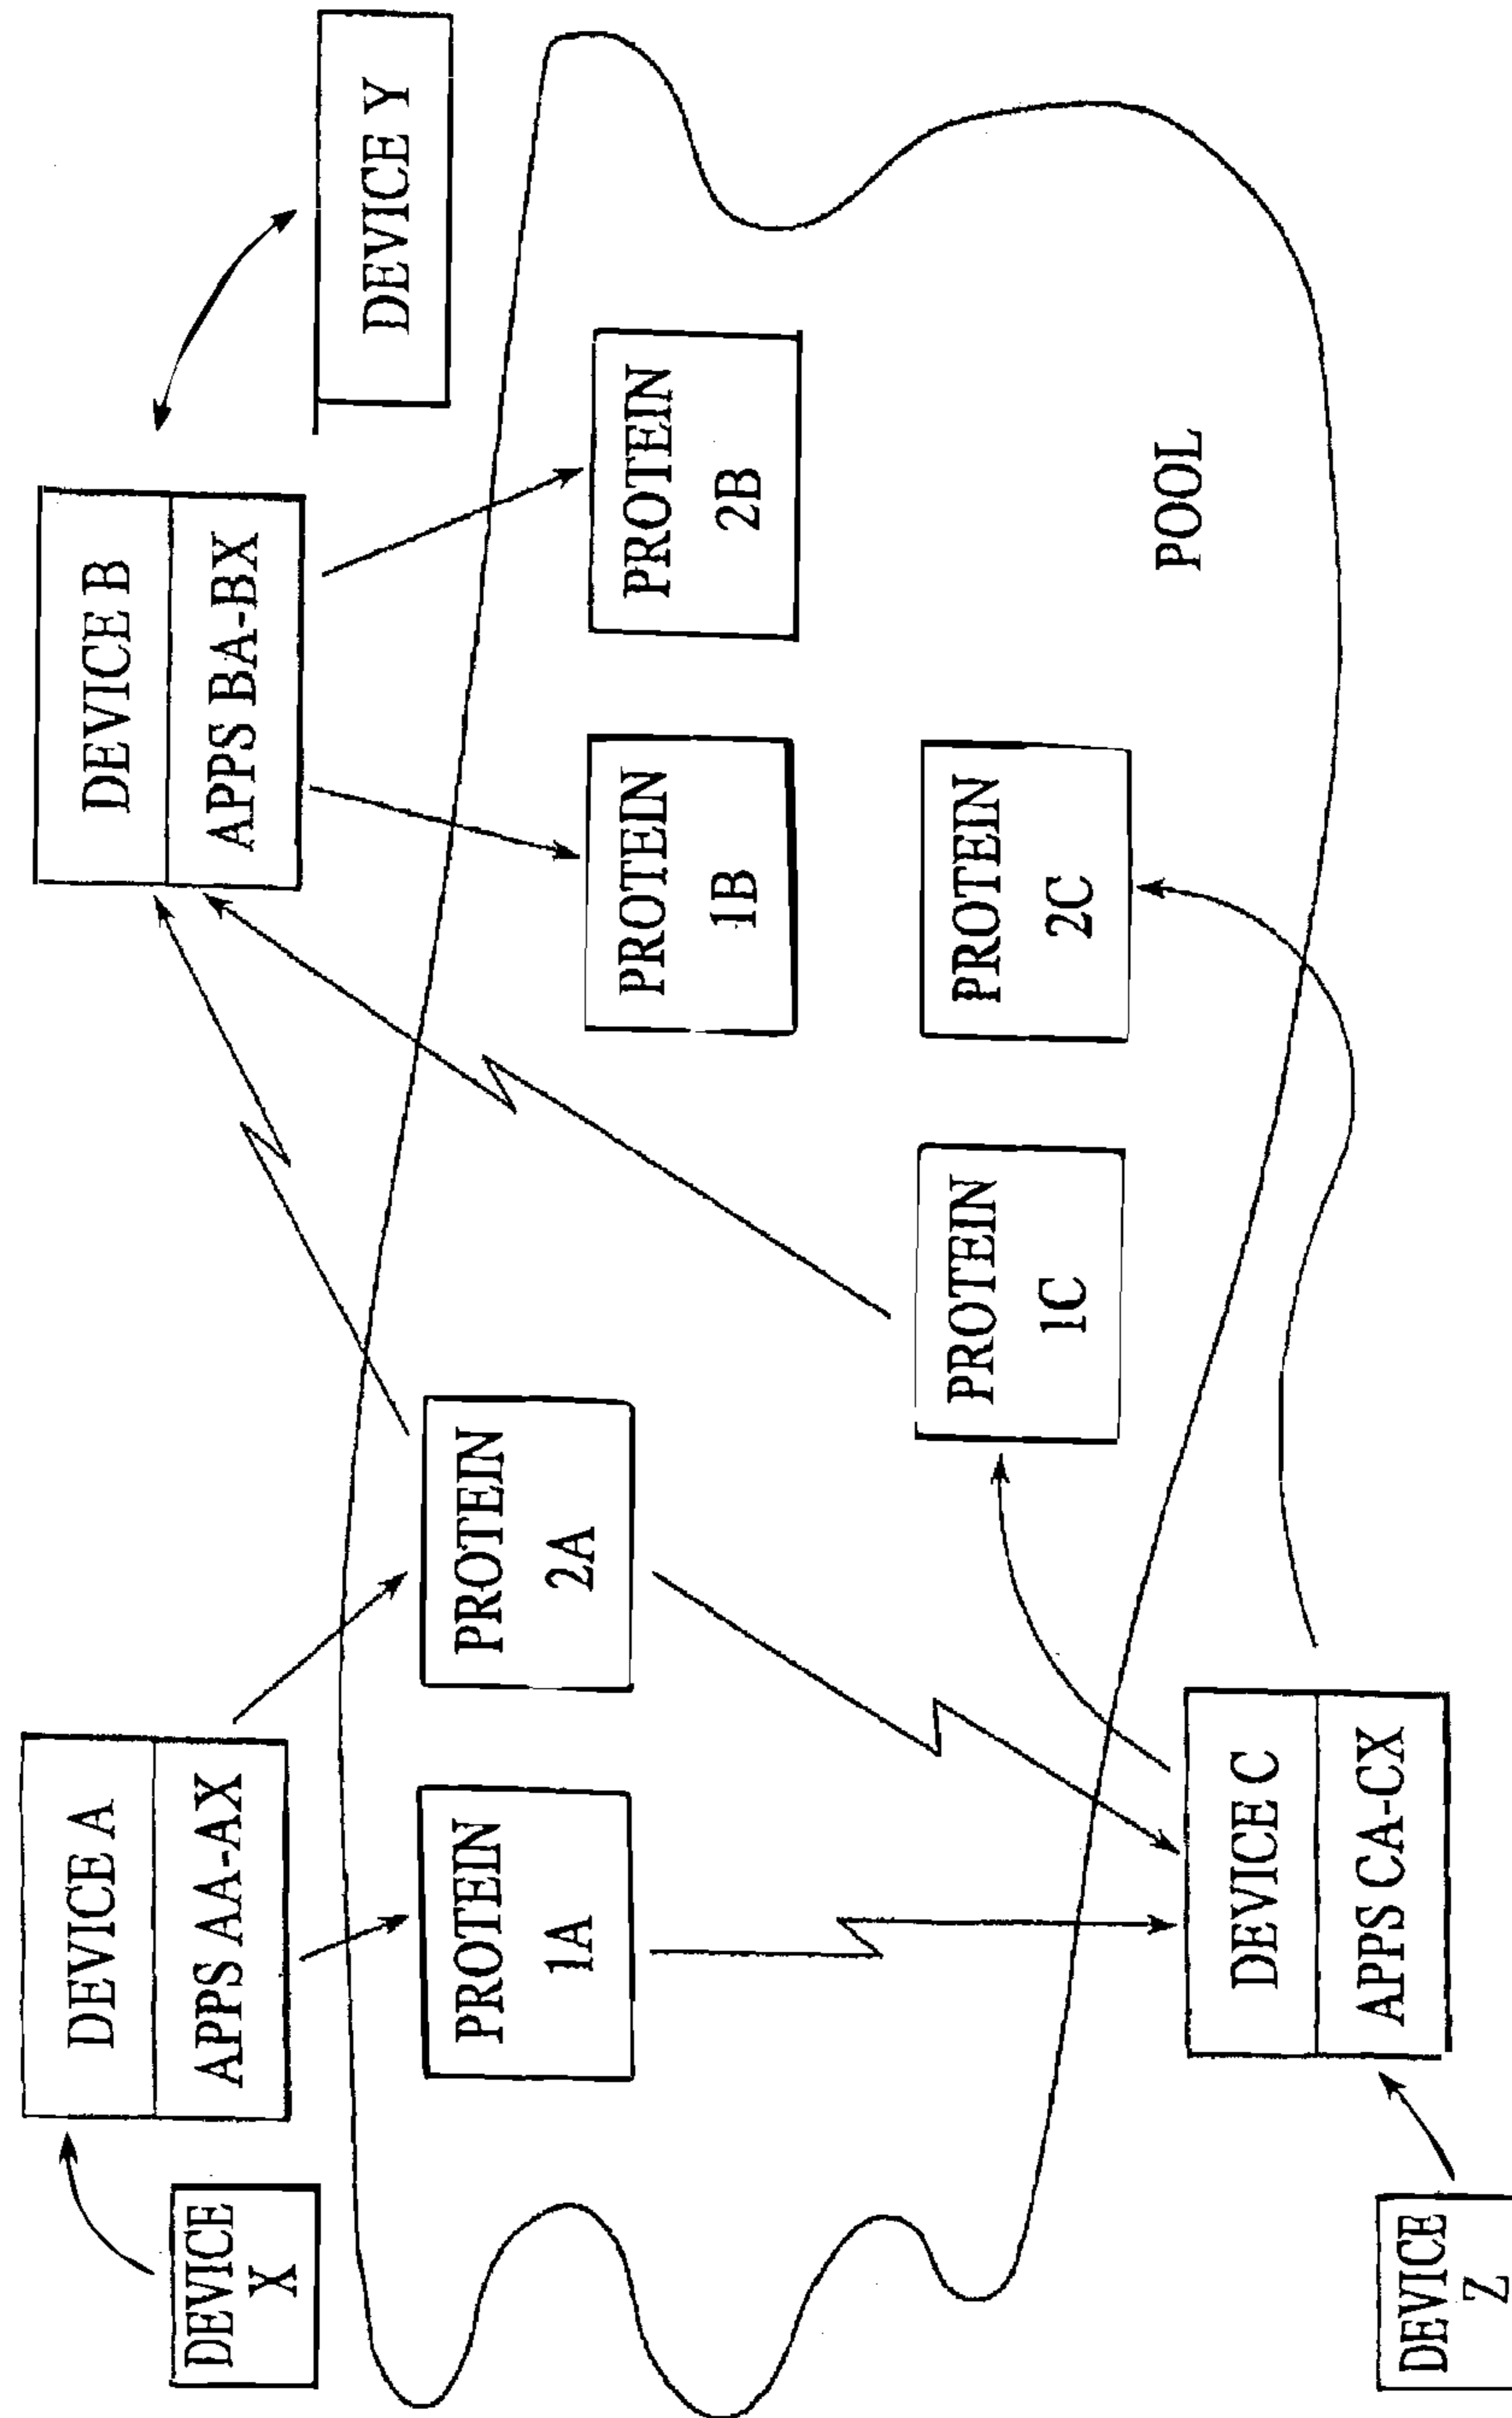 DEVICE
X
DEVICE A
APPS AA-AX
DEVICE B
APPS BA-BX
DEVICE Y
PROTEIN
1A
PROTEIN
2A
PROTEIN
1B
PROTEIN
2B
PROTEIN
1C
PROTEIN
2C
POOL
DEVICE C
APPS CA-CX
DEVICE
Z